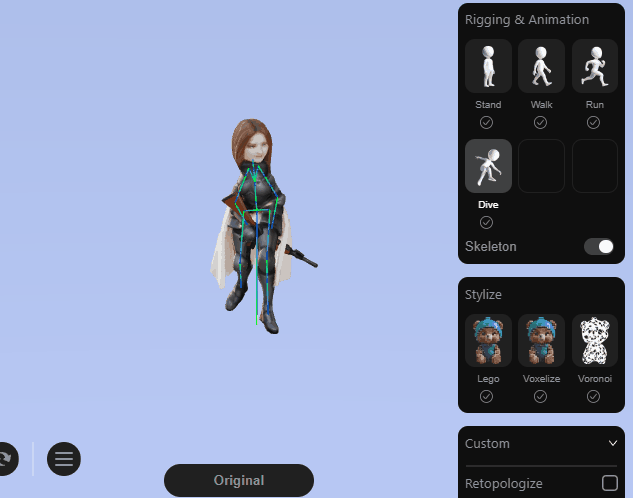 Rigging & Animation
Stand Walk Run
Dive
Skeleton
Stylize
Lego Voxelize Voronoi
Custom
Retopologize
Original